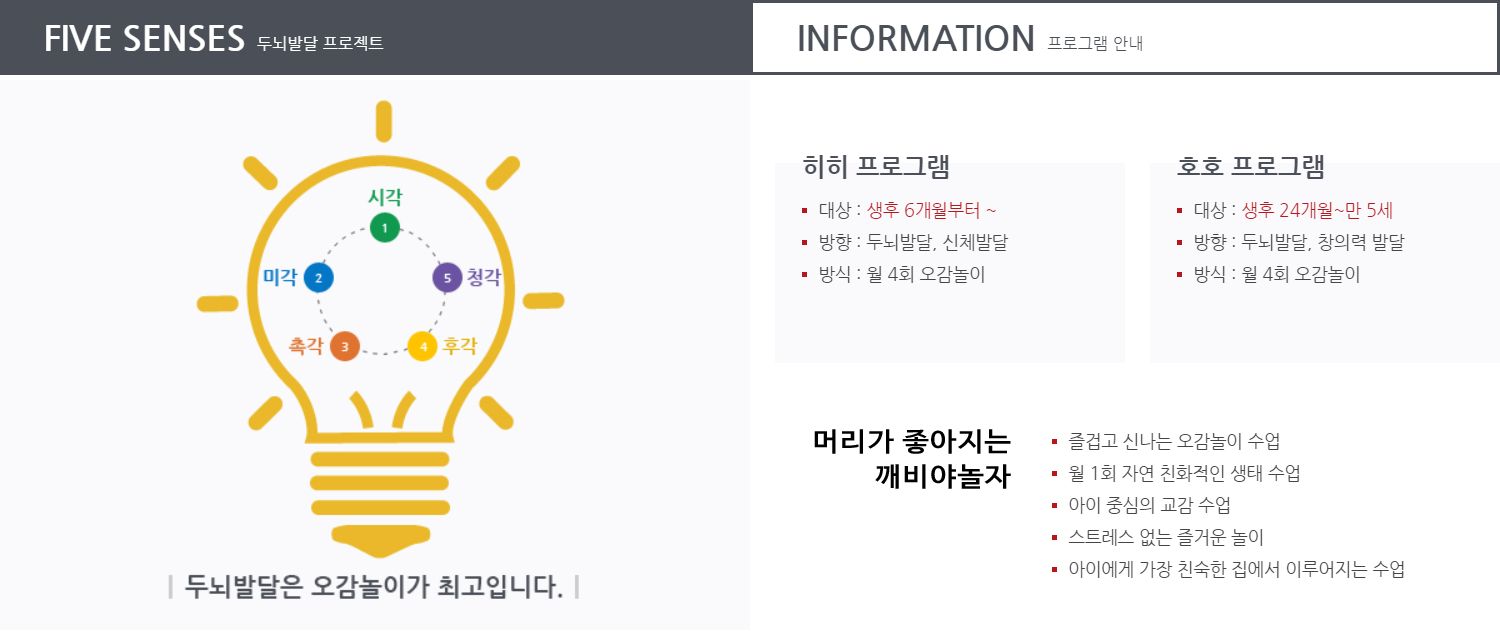 FIVE SENSES 두뇌발달 프로젝트
시각
1
미각 2
5 청각
촉각 3
4 후각
두뇌발달은 오감놀이가 최고입니다.
INFORMATION 프로그램 안내
히히 프로그램
대상 : 생후 6개월부터 ~
방향 : 두뇌발달, 신체발달
방식 : 월 4회 오감놀이
호호 프로그램
대상 : 생후 24개월~만 5세
방향 : 두뇌발달, 창의력 발달
방식 : 월 4회 오감놀이
머리가 좋아지는
깨비야놀자
즐겁고 신나는 오감놀이 수업
월 1회 자연 친화적인 생태 수업
아이 중심의 교감 수업
스트레스 없는 즐거운 놀이
아이에게 가장 친숙한 집에서 이루어지는 수업